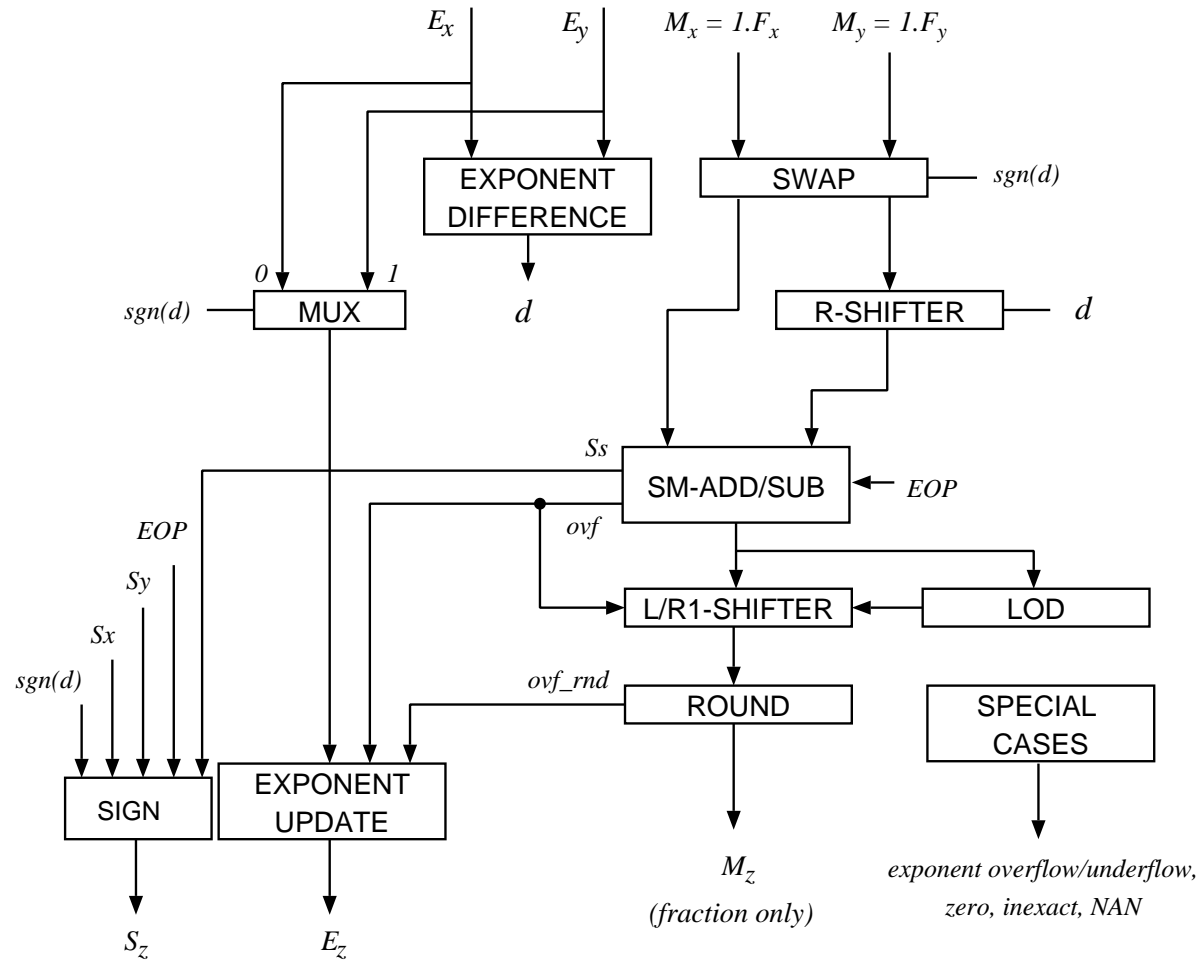 E_x
E_y
M_x = 1.F_x
M_y = 1.F_y
EXPONENT
DIFFERENCE
SWAP
sgn(d)
0
1
sgn(d)
MUX
d
R-SHIFTER
d
Ss
SM-ADD/SUB
EOP
ovf
EOP
Sy
L/R1-SHIFTER
LOD
Sx
sgn(d)
ovf_rnd
ROUND
SPECIAL
CASES
SIGN
EXPONENT
UPDATE
M_z
(fraction only)
exponent overflow/underflow,
zero, inexact, NAN
S_z
E_z